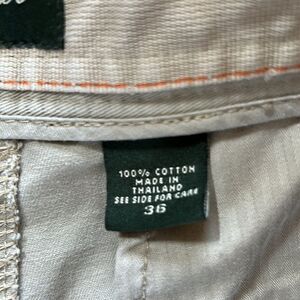 100% COTTON
MADE IN
THAILAND
SEE SIDE FOR CARE
36